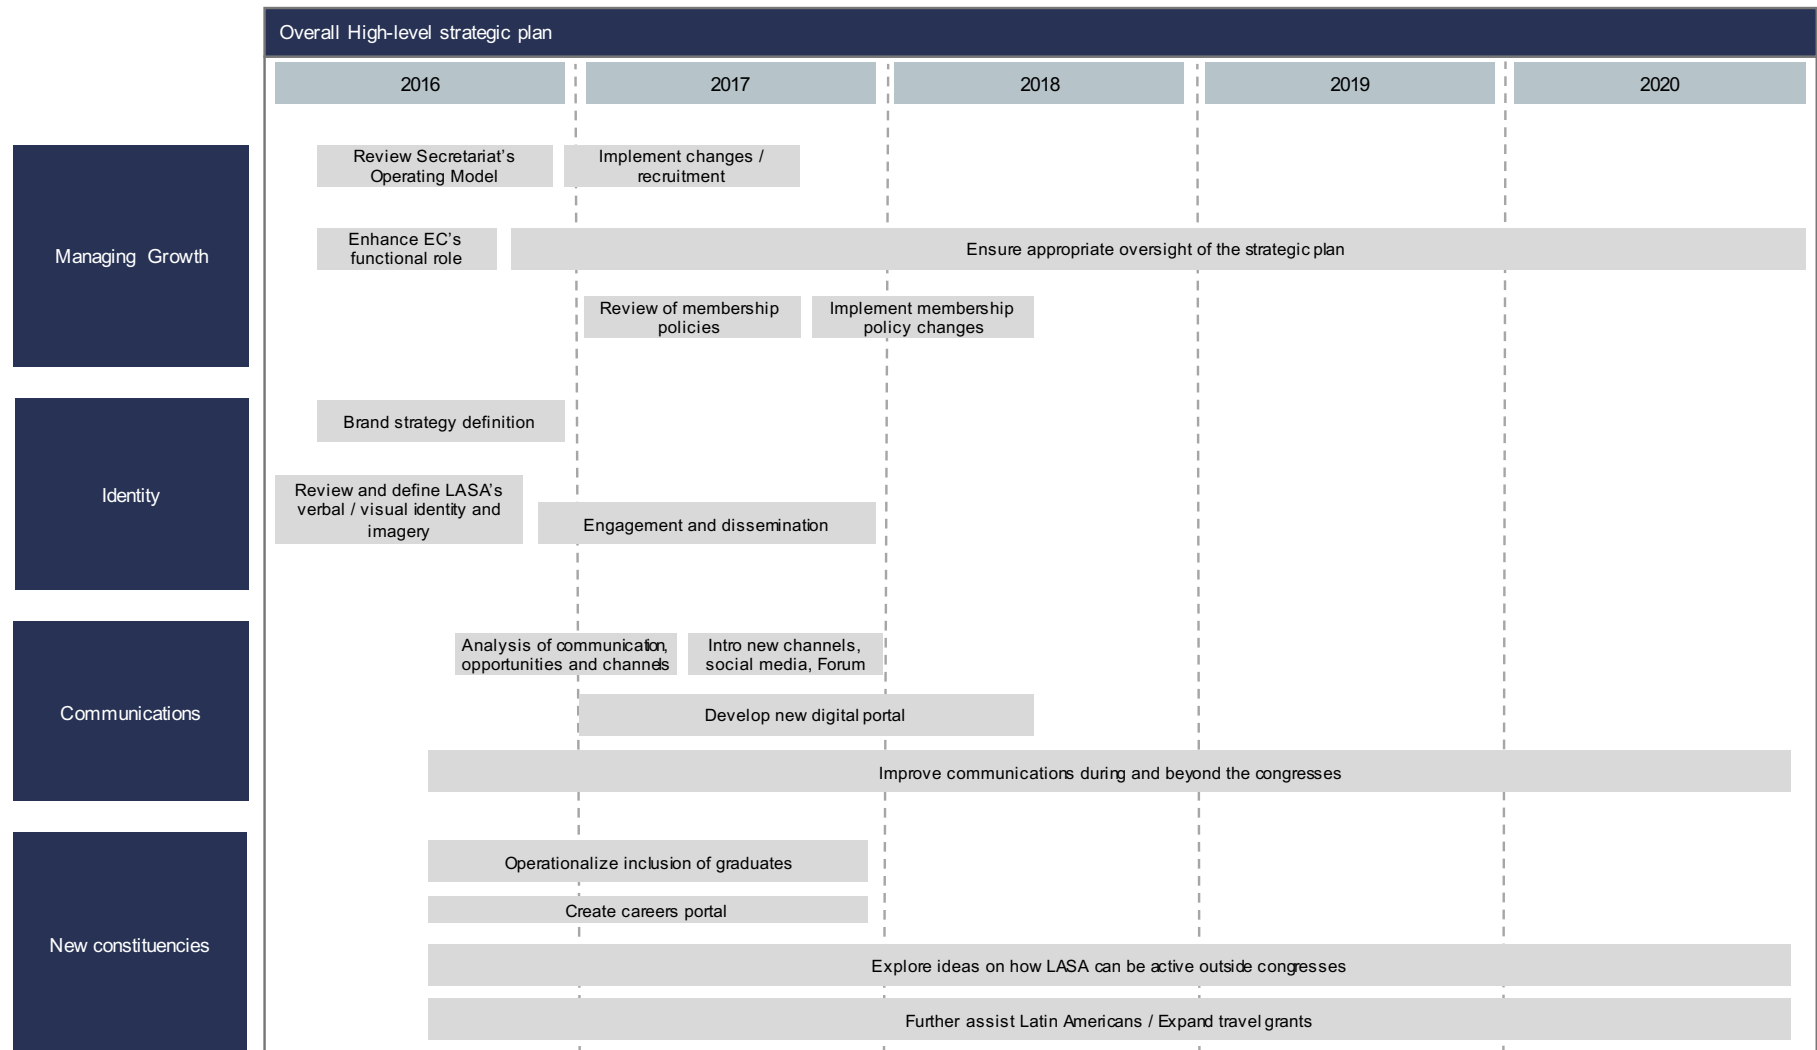 Overall High-level strategic plan
2016
2017
2018
2019
2020
Managing Growth
Review Secretariat's
Operating Model
Implement changes /
recruitment
Enhance EC's
functional role
Ensure appropriate oversight of the strategic plan
Review of membership
policies
Implement membership
policy changes
Identity
Brand strategy definition
Review and define LASA's
verbal / visual identity and
imagery
Engagement and dissemination
Communications
Analysis of communication,
opportunities and channels
Intro new channels,
social media, Forum
Develop new digital portal
Improve communications during and beyond the congresses
New constituencies
Operationalize inclusion of graduates
Create careers portal
Explore ideas on how LASA can be active outside congresses
Further assist Latin Americans / Expand travel grants